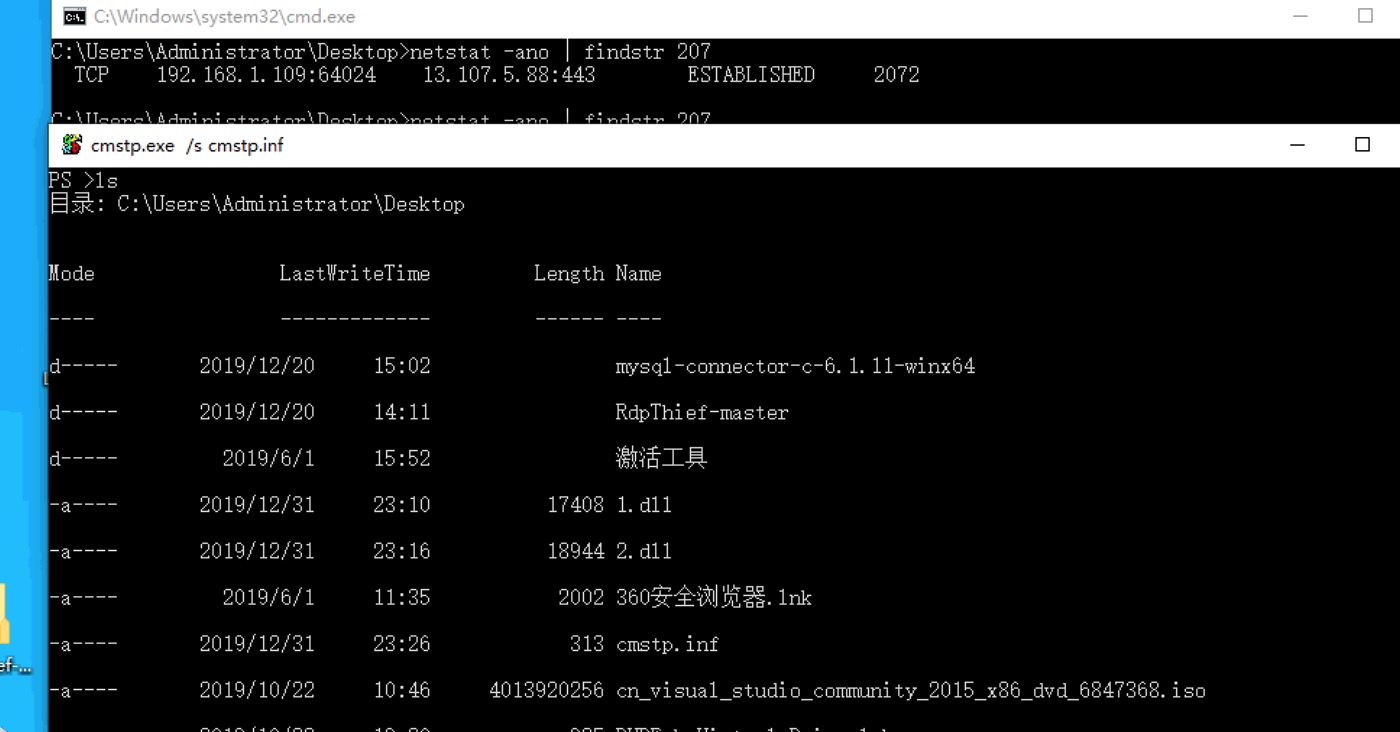 C:\Windows\system32\cmd.exe
C:\Users\Administrator\Desktop>netstat -ano | findstr 207
TCP 192.168.1.109:64024 13.107.5.88:443 ESTABLISHED 2072
C:\Users\Administrator\Desktop>netstat -ano | findstr 207
cmstp.exe /s cmstp.inf
PS >ls
目录: C:\Users\Administrator\Desktop
Mode LastWriteTime Length Name
---- ------------- ------ ----
d----- 2019/12/20 15:02 mysql-connector-c-6.1.11-winx64
d----- 2019/12/20 14:11 RdpThief-master
d----- 2019/6/1 15:52 激活工具
-a---- 2019/12/31 23:10 17408 1.dll
-a---- 2019/12/31 23:16 18944 2.dll
-a---- 2019/6/1 11:35 2002 360安全浏览器.lnk
-a---- 2019/12/31 23:26 313 cmstp.inf
-a---- 2019/10/22 10:46 4013920256 cn_visual_studio_community_2015_x86_dvd_6847368.iso
ef-...